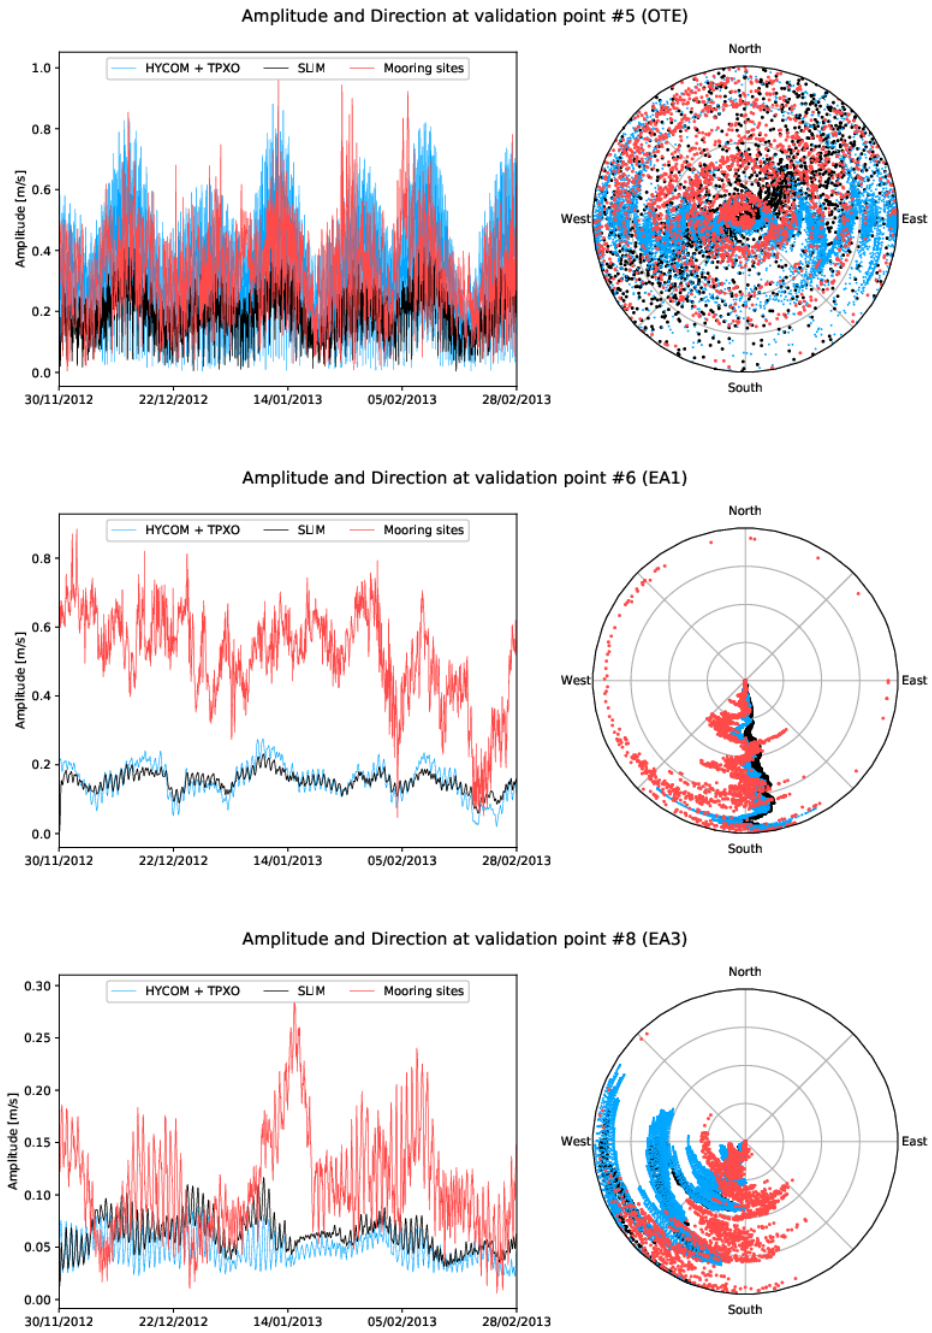 Amplitude and Direction at validation point #5 (OTE)
HYCOM + TPXO SLIM Mooring sites
Amplitude [m/s]
1.0
0.8
0.6
0.4
0.2
0.0
30/11/2012 22/12/2012 14/01/2013 05/02/2013 28/02/2013
North
West East
South
Amplitude and Direction at validation point #6 (EA1)
HYCOM + TPXO SLIM Mooring sites
Amplitude [m/s]
0.8
0.6
0.4
0.2
0.0
30/11/2012 22/12/2012 14/01/2013 05/02/2013 28/02/2013
North
West East
South
Amplitude and Direction at validation point #8 (EA3)
HYCOM + TPXO SLIM Mooring sites
Amplitude [m/s]
0.30
0.25
0.20
0.15
0.10
0.05
0.00
30/11/2012 22/12/2012 14/01/2013 05/02/2013 28/02/2013
North
West East
South